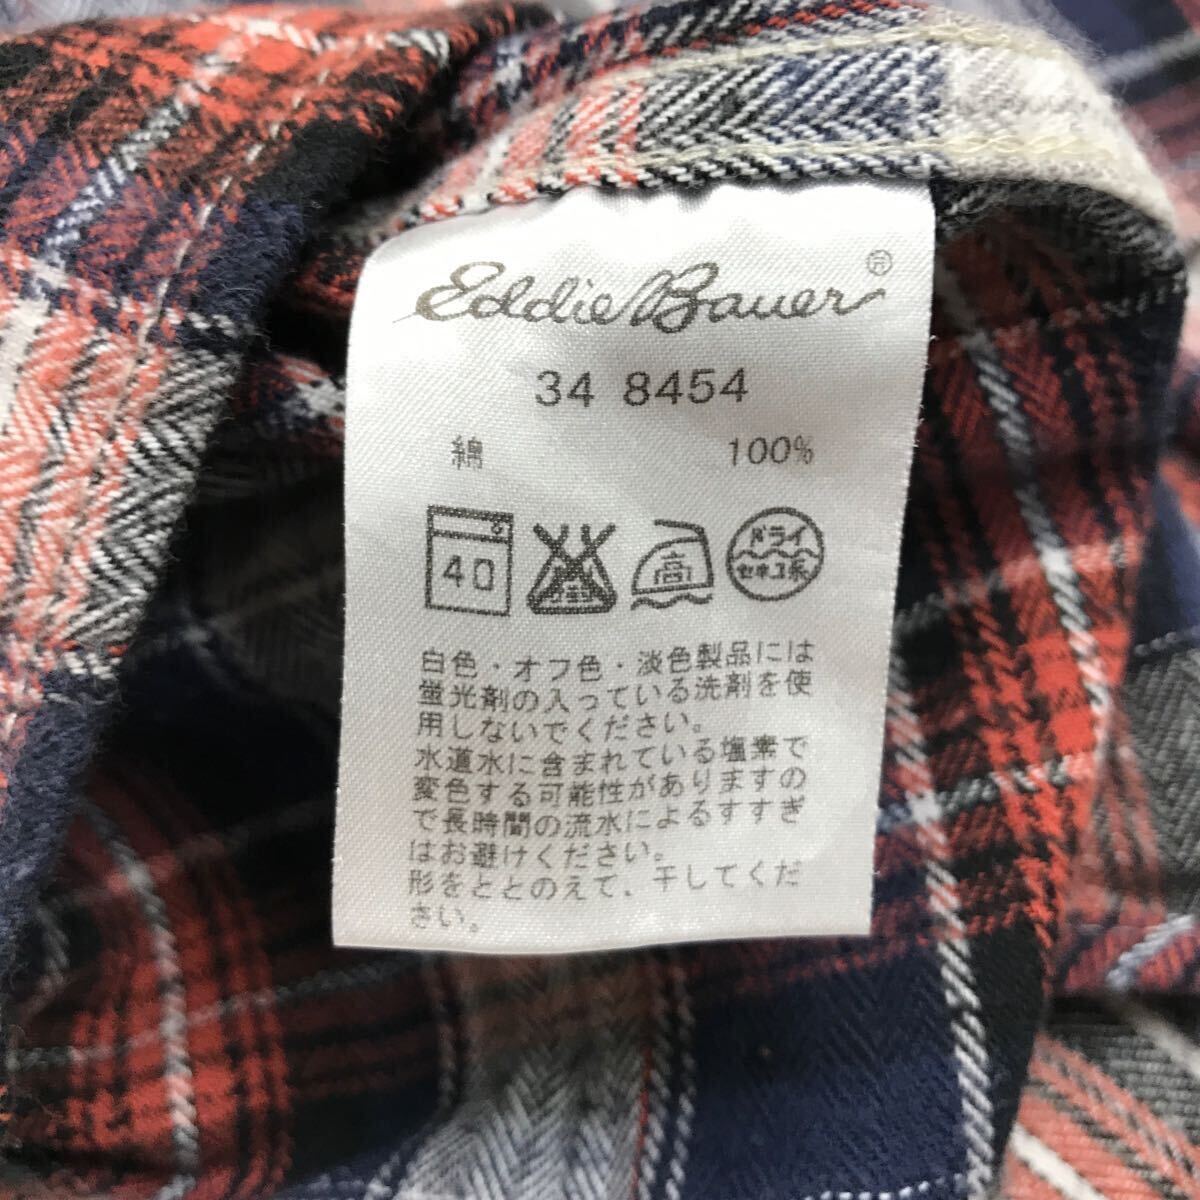 Eddie Bauer®
34 8454
綿 100%
40
高
ドライ
セキユ系
白色・オフ色・淡色製品には
蛍光剤の入っている洗剤を使
用しないでください。
水道水に含まれている塩素で
変色する可能性がありますの
で長時間の流水によるすすぎ
はお避けください。
形をととのえて、干してくだ
さい。